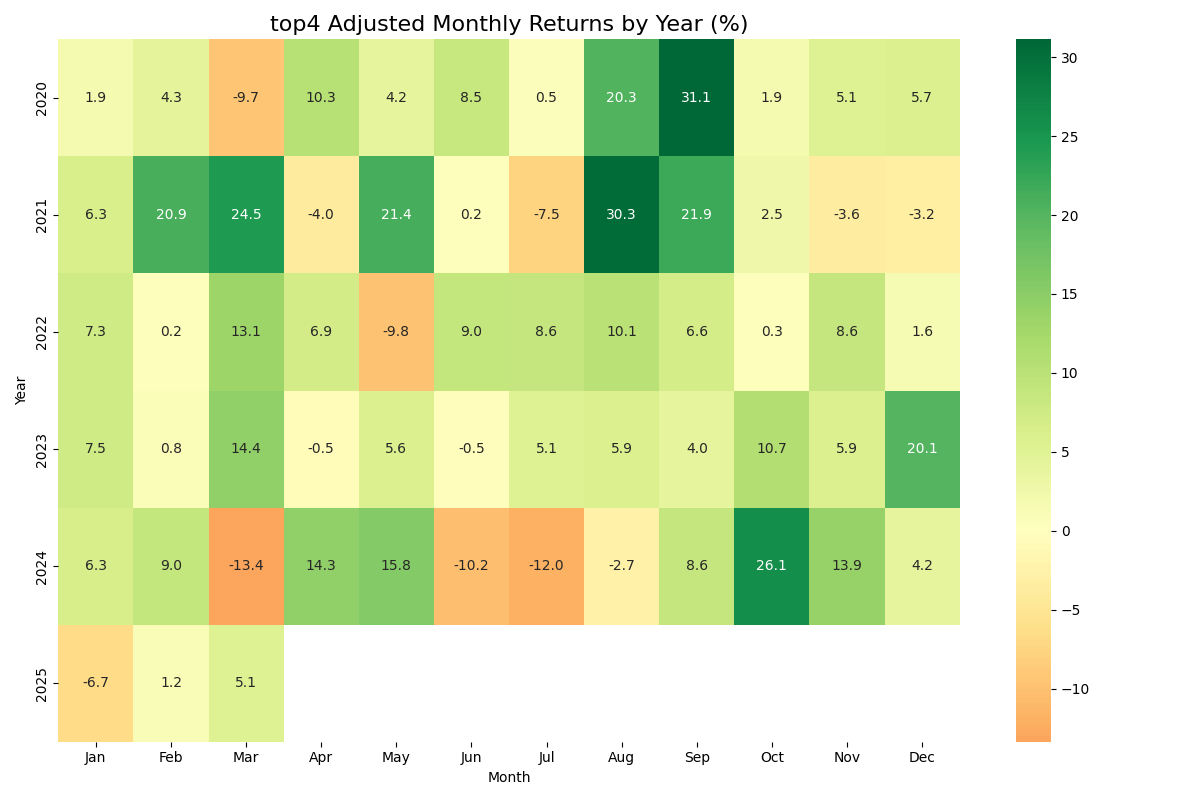 top4 Adjusted Monthly Returns by Year (%)
2020 1.9 4.3 -9.7 10.3 4.2 8.5 0.5 20.3 31.1 1.9 5.1 5.7
2021 6.3 20.9 24.5 -4.0 21.4 0.2 -7.5 30.3 21.9 2.5 -3.6 -3.2
2022 7.3 0.2 13.1 6.9 -9.8 9.0 8.6 10.1 6.6 0.3 8.6 1.6
Year
2023 7.5 0.8 14.4 -0.5 5.6 -0.5 5.1 5.9 4.0 10.7 5.9 20.1
2024 6.3 9.0 -13.4 14.3 15.8 -10.2 -12.0 -2.7 8.6 26.1 13.9 4.2
2025 -6.7 1.2 5.1
Jan Feb Mar Apr May Jun Jul Aug Sep Oct Nov Dec
Month
30
25
20
15
10
5
0
−5
−10